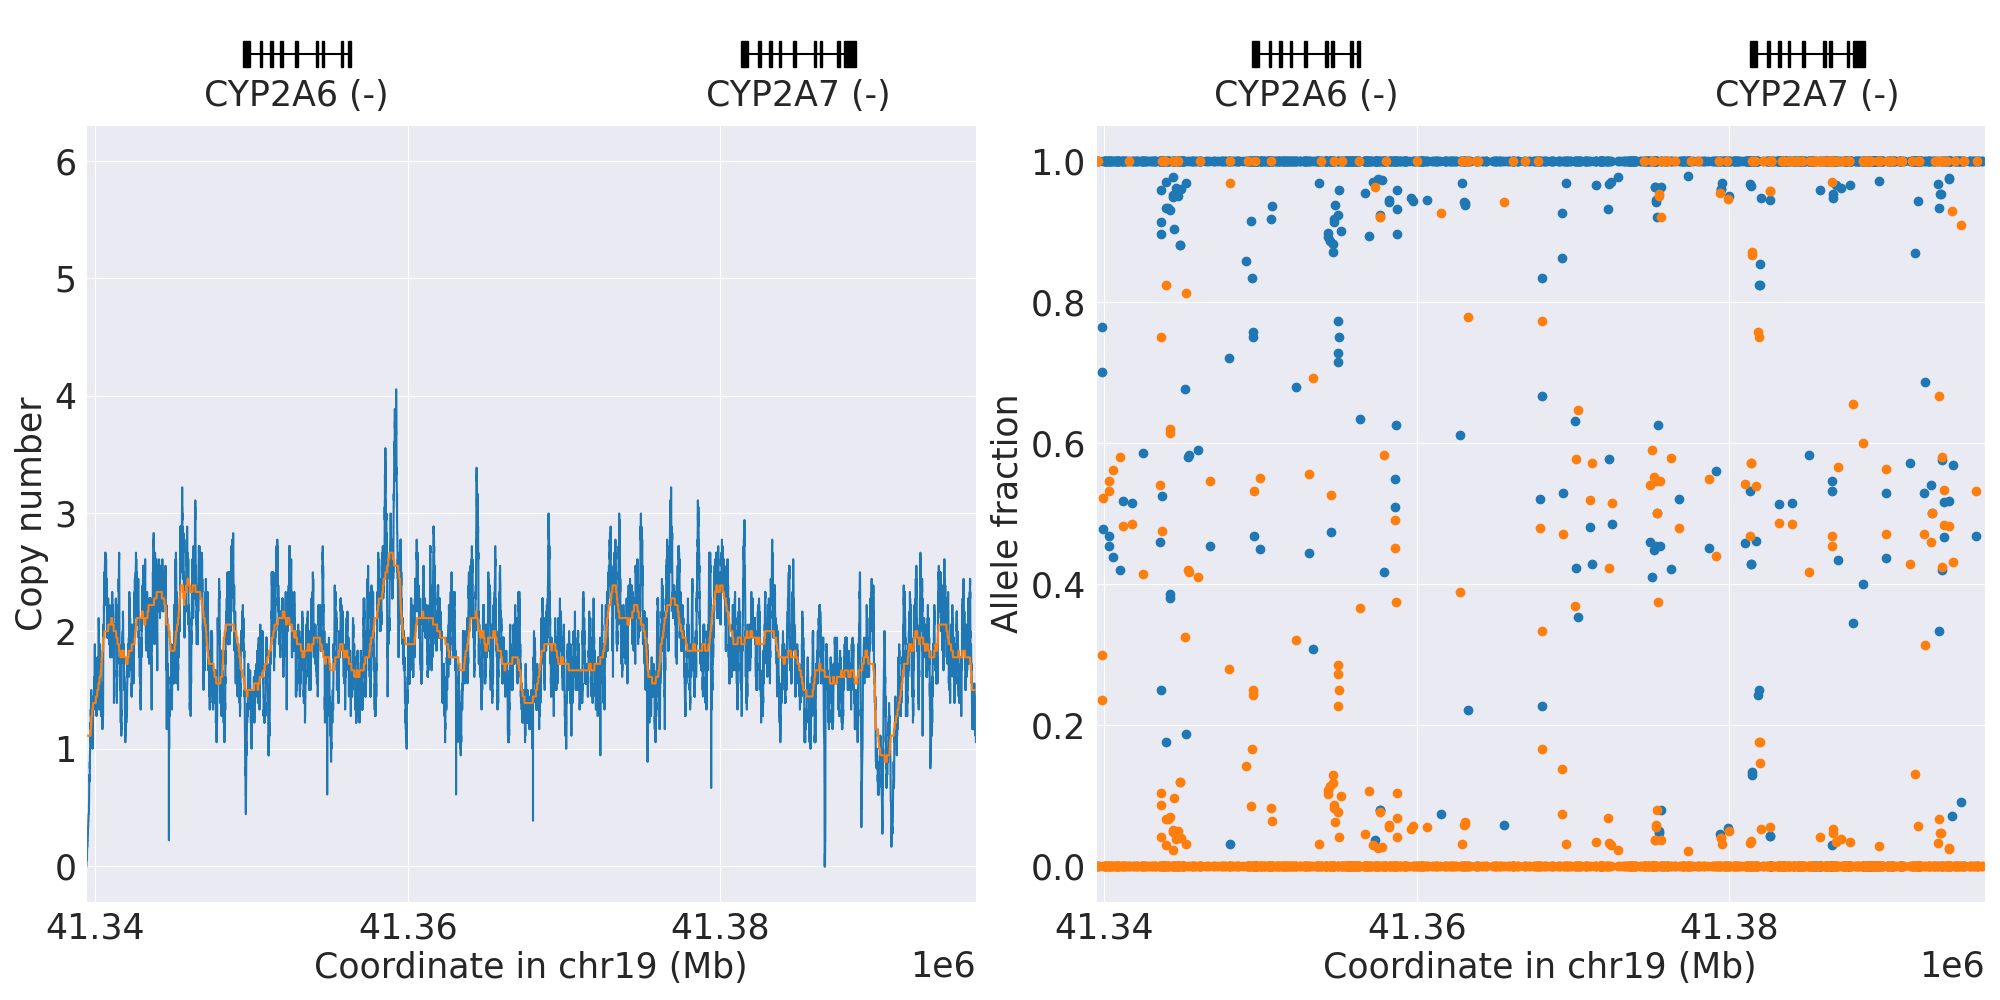 CYP2A6 (-)
CYP2A7 (-)
CYP2A6 (-)
CYP2A7 (-)
6
5
4
3
2
1
0
Copy number
41.34
41.36
41.38
Coordinate in chr19 (Mb)
1e6
1.0
0.8
0.6
0.4
0.2
0.0
Allele fraction
41.34
41.36
41.38
Coordinate in chr19 (Mb)
1e6